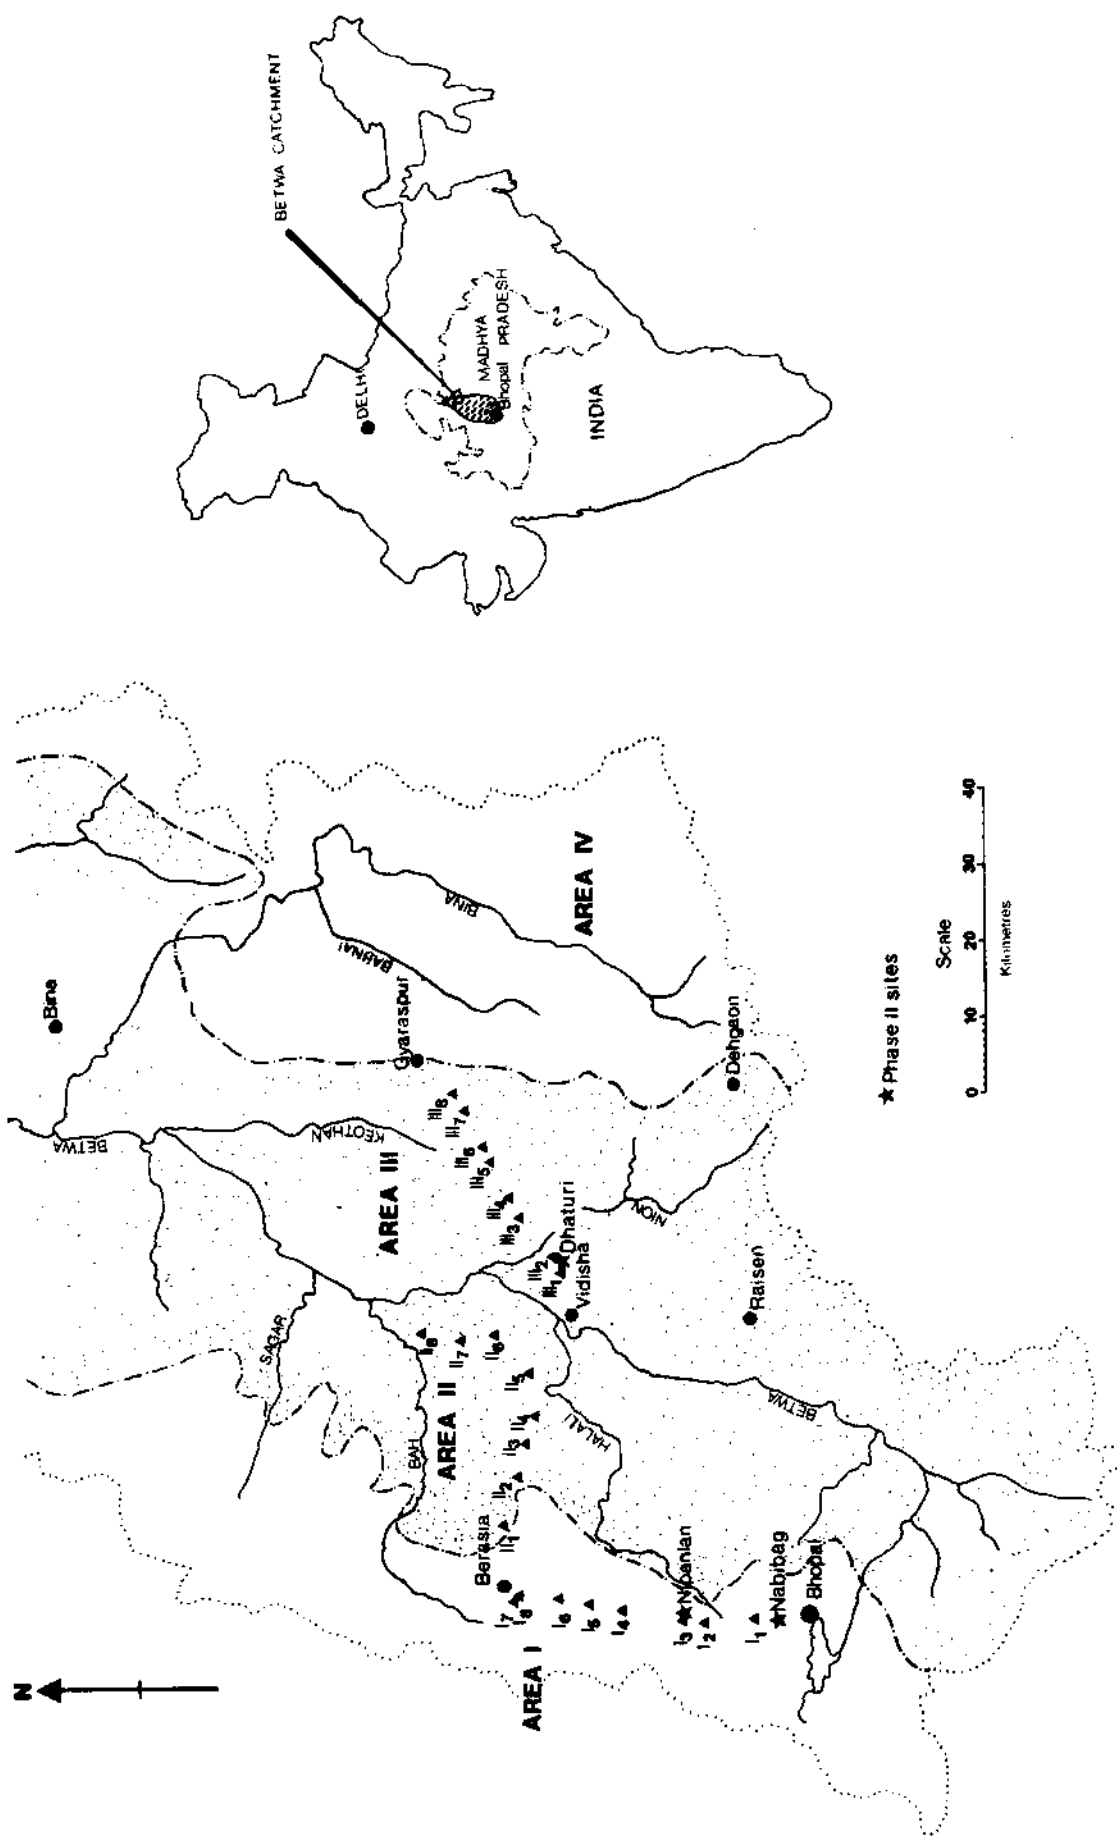 N
BETWA CATCHMENT
DELHI
MADHYA
PRADESH
Bhopal
INDIA
Bina
BETWA
SAGAR
KEOTHAN
BABNAI
BINA
AREA III
AREA IV
Gyaraspur
III8
III7
III6
III5
III4
III3
III2
III1
Dhaturi
Vidisha
NION
Dehgaon
Raisen
BAH
AREA II
II8
II7
II6
II5
II4
II3
II2
II1
HALALI
BETWA
Berasia
AREA I
I7
I8
I6
I5
I4
I3
I2
I1
Nipanian
Nabibag
Bhopal
★ Phase II sites
Scale
0 10 20 30 40
Kilometres